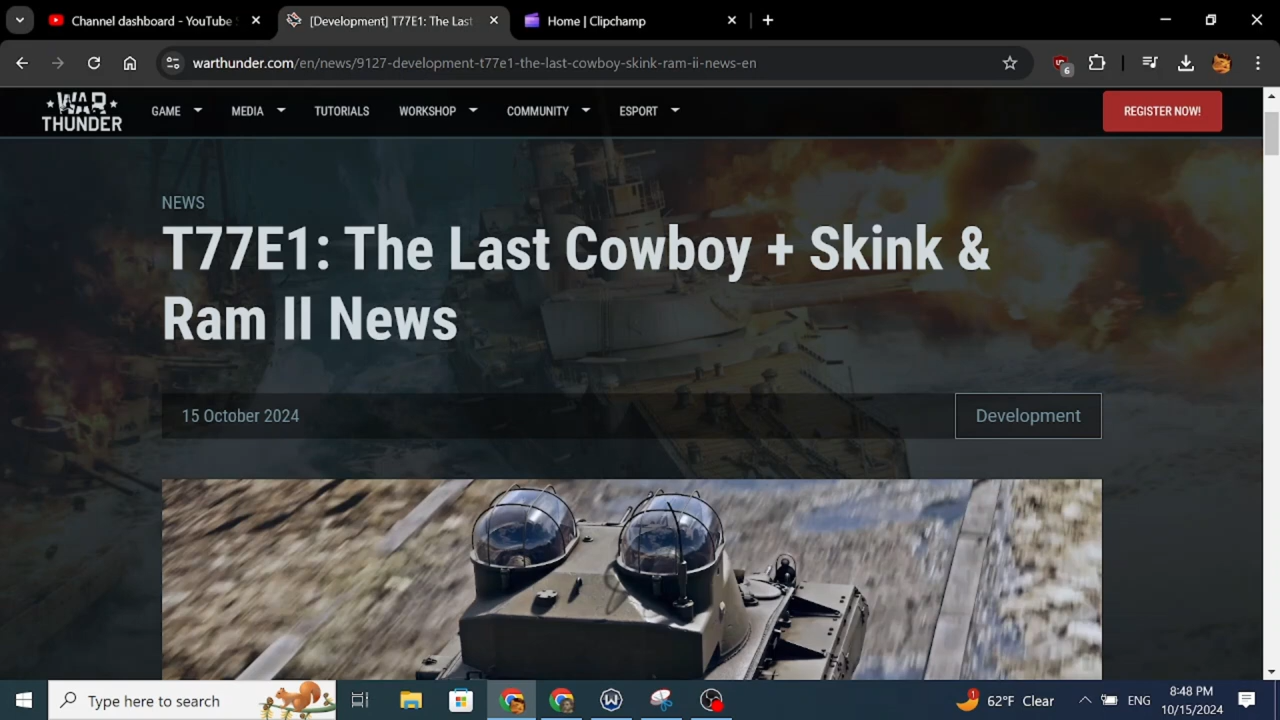 Channel dashboard - YouTube
[Development] T77E1: The Last
Home | Clipchamp
warthunder.com/en/news/9127-development-t77e1-the-last-cowboy-skink-ram-ii-news-en
6
WAR
THUNDER
GAME
MEDIA
TUTORIALS
WORKSHOP
COMMUNITY
ESPORT
REGISTER NOW!
NEWS
T77E1: The Last Cowboy + Skink &
Ram II News
15 October 2024
Development
Type here to search
1
62°F Clear
ENG
8:48 PM
10/15/2024